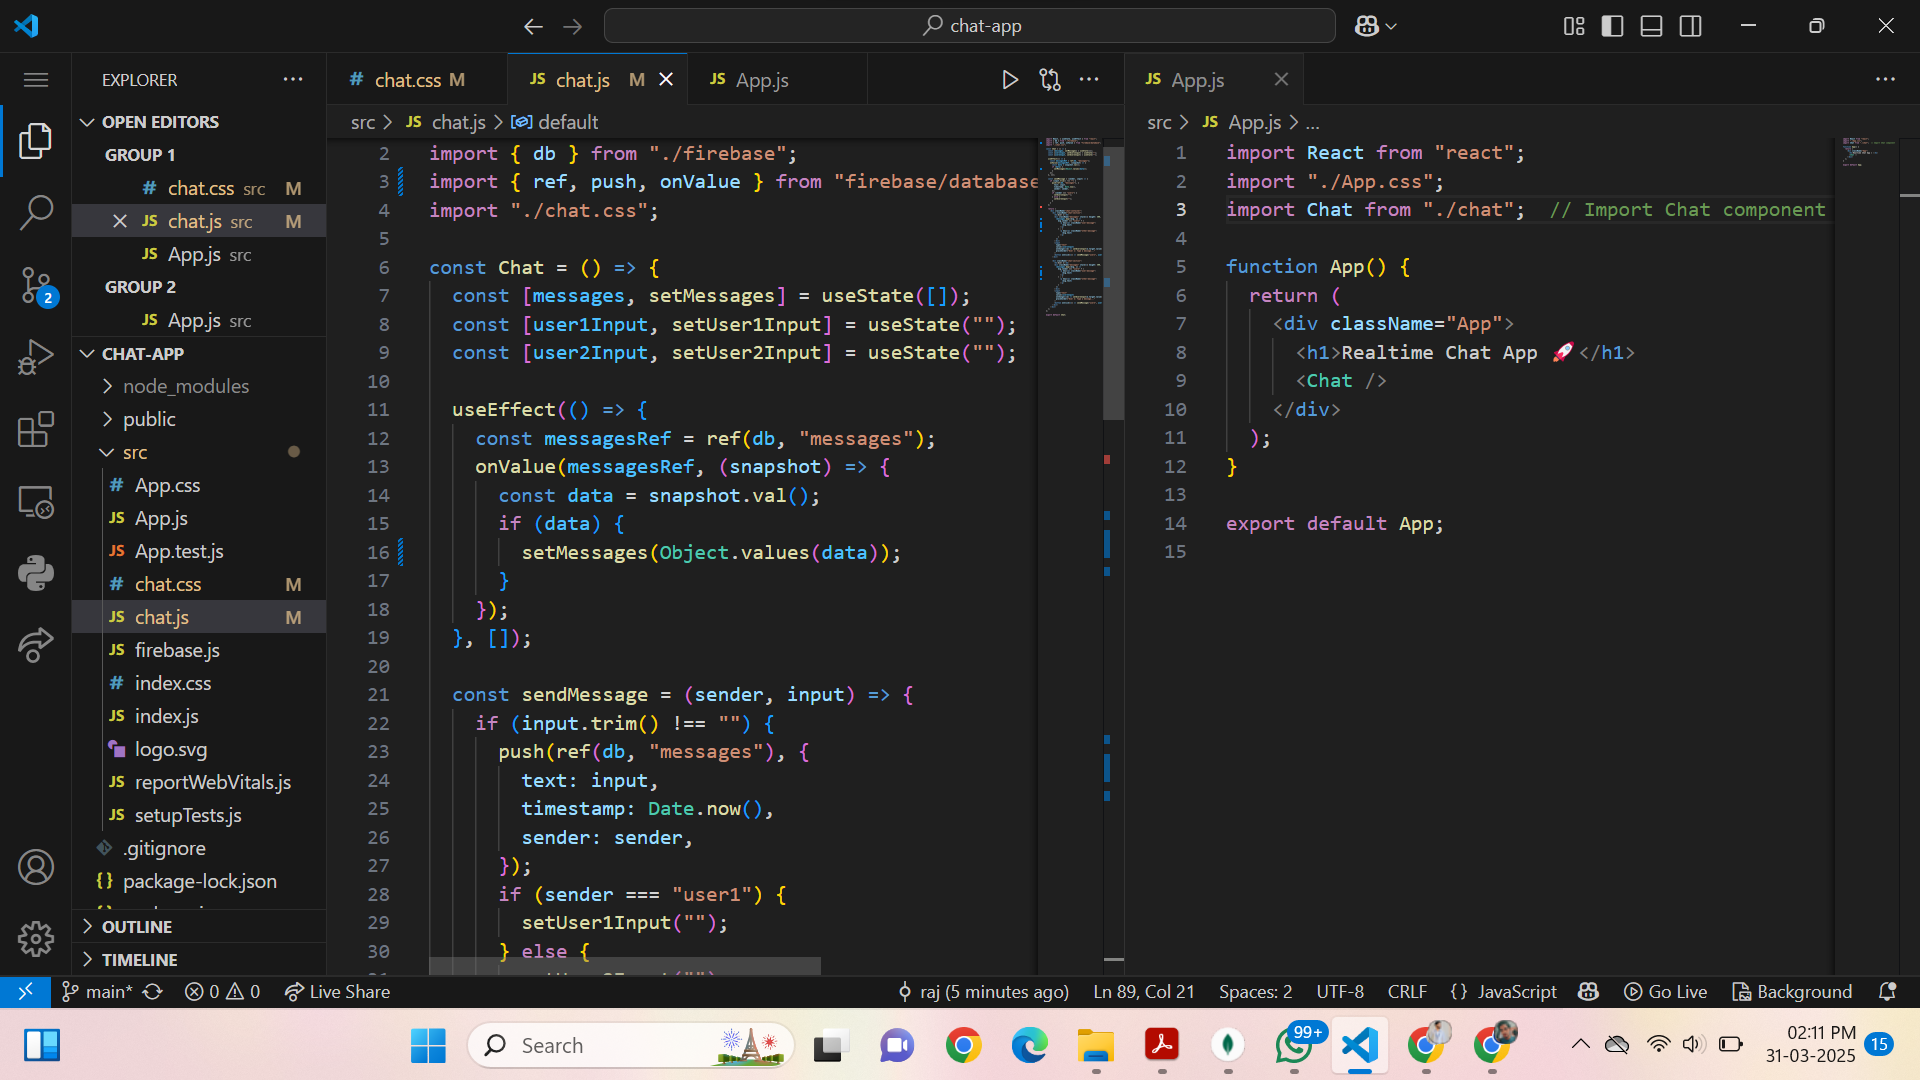 chat-app
EXPLORER
OPEN EDITORS
GROUP 1
# chat.css src M
JS chat.js src M
JS App.js src
GROUP 2
JS App.js src
CHAT-APP
node_modules
public
src
# App.css
JS App.js
JS App.test.js
# chat.css M
JS chat.js M
JS firebase.js
# index.css
JS index.js
logo.svg
JS reportWebVitals.js
JS setupTests.js
.gitignore
{} package-lock.json
OUTLINE
TIMELINE
2
# chat.css M
JS chat.js M
JS App.js
src > JS chat.js > default
2 import { db } from "./firebase";
3 import { ref, push, onValue } from "firebase/database
4 import "./chat.css";
5
6 const Chat = () => {
7 const [messages, setMessages] = useState([]);
8 const [user1Input, setUser1Input] = useState("");
9 const [user2Input, setUser2Input] = useState("");
10
11 useEffect(() => {
12 const messagesRef = ref(db, "messages");
13 onValue(messagesRef, (snapshot) => {
14 const data = snapshot.val();
15 if (data) {
16 setMessages(Object.values(data));
17 }
18 });
19 }, []);
20
21 const sendMessage = (sender, input) => {
22 if (input.trim() !== "") {
23 push(ref(db, "messages"), {
24 text: input,
25 timestamp: Date.now(),
26 sender: sender,
27 });
28 if (sender === "user1") {
29 setUser1Input("");
30 } else {
JS App.js
src > JS App.js > ...
1 import React from "react";
2 import "./App.css";
3 import Chat from "./chat"; // Import Chat component
4
5 function App() {
6 return (
7 <div className="App">
8 <h1>Realtime Chat App 🚀</h1>
9 <Chat />
10 </div>
11 );
12 }
13
14 export default App;
15
main* 0 0 Live Share
raj (5 minutes ago) Ln 89, Col 21 Spaces: 2 UTF-8 CRLF {} JavaScript Go Live Background
Search
99+
02:11 PM
31-03-2025
15